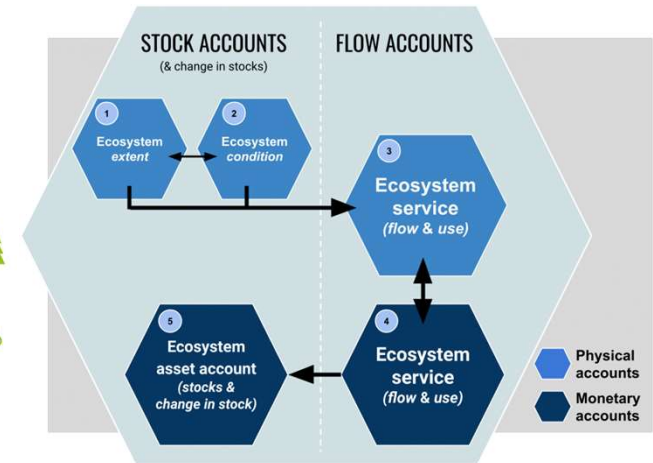 STOCK ACCOUNTS
(& change in stocks)
FLOW ACCOUNTS
1
Ecosystem
extent
2
Ecosystem
condition
3
Ecosystem
service
(flow & use)
5
Ecosystem
asset account
(stocks &
change in stock)
4
Ecosystem
service
(flow & use)
Physical
accounts
Monetary
accounts